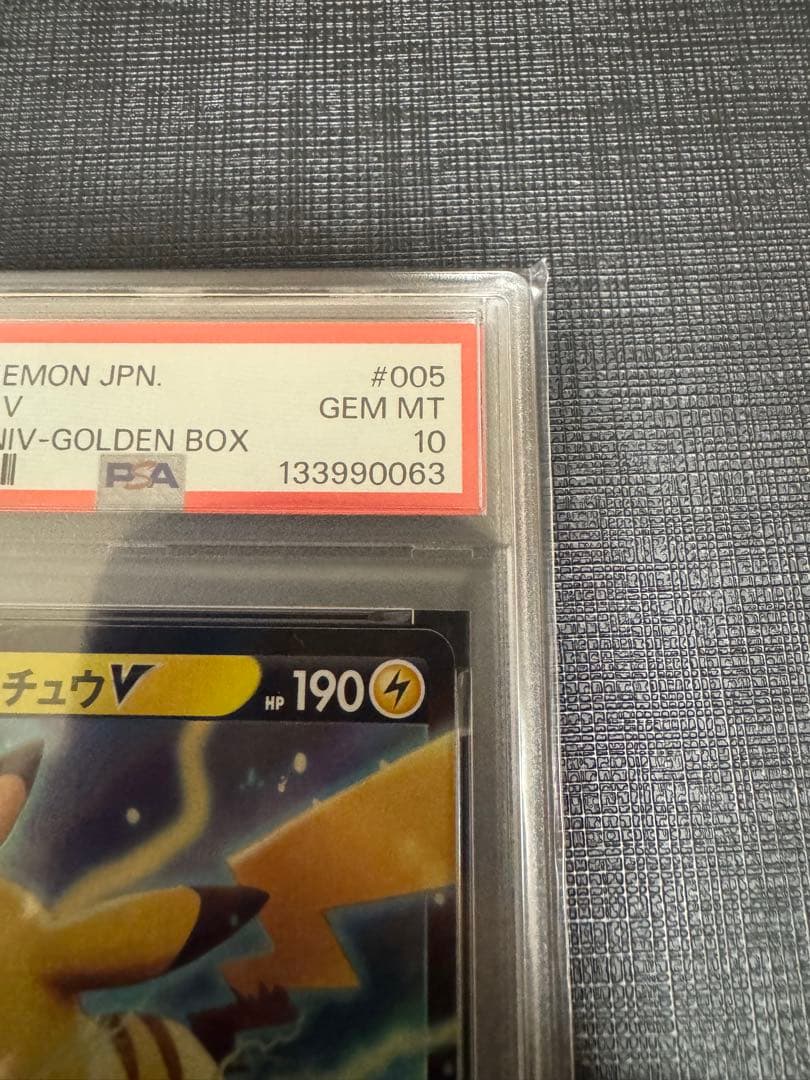 EMON JPN. #005
V GEM MT
NIV-GOLDEN BOX 10
PSA 133990063
チュウV HP 190